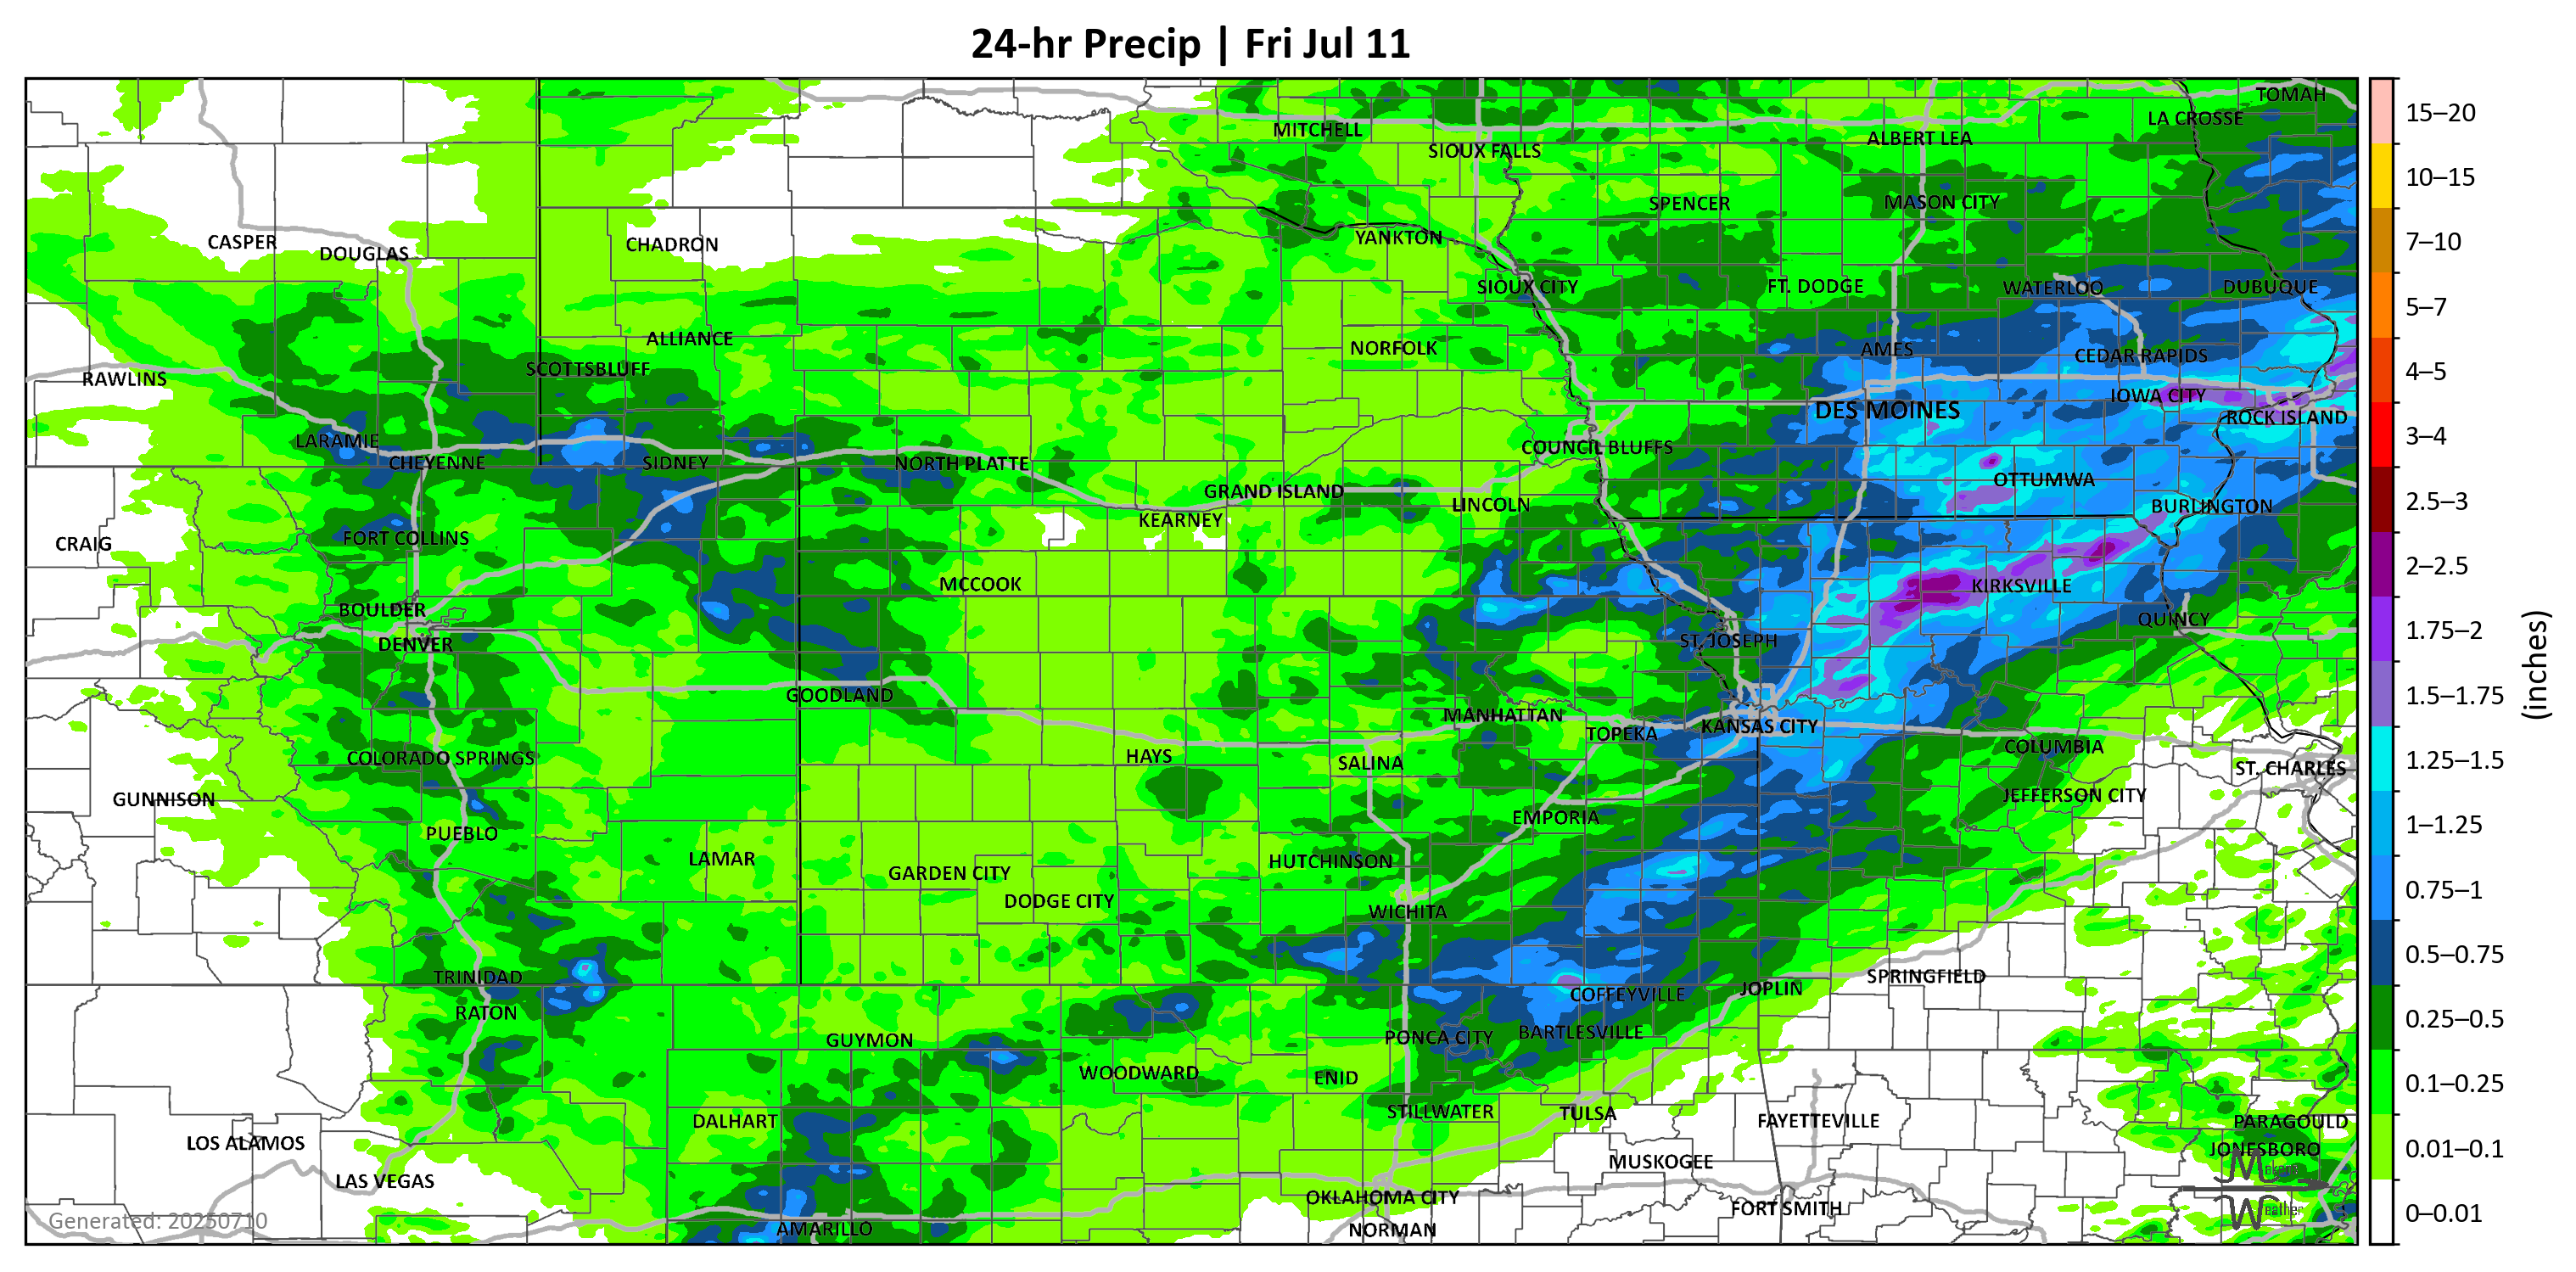 24-hr Precip | Fri Jul 11
TOMAH
LA CROSSE
MITCHELL
ALBERT LEA
SIOUX FALLS
SPENCER
MASON CITY
YANKTON
CASPER
DOUGLAS
CHADRON
SIOUX CITY
FT. DODGE
WATERLOO
DUBUQUE
ALLIANCE
NORFOLK
AMES
CEDAR RAPIDS
SCOTTSBLUFF
RAWLINS
IOWA CITY
DES MOINES
ROCK ISLAND
LARAMIE
COUNCIL BLUFFS
CHEYENNE
SIDNEY
NORTH PLATTE
OTTUMWA
GRAND ISLAND
LINCOLN
BURLINGTON
KEARNEY
FORT COLLINS
CRAIG
MCCOOK
KIRKSVILLE
BOULDER
QUINCY
DENVER
ST. JOSEPH
GOODLAND
MANHATTAN
TOPEKA
KANSAS CITY
COLUMBIA
COLORADO SPRINGS
HAYS
SALINA
ST. CHARLES
GUNNISON
JEFFERSON CITY
EMPORIA
PUEBLO
LAMAR
HUTCHINSON
GARDEN CITY
DODGE CITY
WICHITA
TRINIDAD
SPRINGFIELD
JOPLIN
COFFEYVILLE
RATON
BARTLESVILLE
PONCA CITY
GUYMON
WOODWARD
ENID
STILLWATER
TULSA
DALHART
FAYETTEVILLE
PARAGOULD
LOS ALAMOS
JONESBORO
MUSKOGEE
LAS VEGAS
OKLAHOMA CITY
FORT SMITH
AMARILLO
NORMAN
Generated: 20250710
Makens
Weather
15–20
10–15
7–10
5–7
4–5
3–4
2.5–3
2–2.5
1.75–2
1.5–1.75
1.25–1.5
1–1.25
0.75–1
0.5–0.75
0.25–0.5
0.1–0.25
0.01–0.1
0–0.01
(inches)